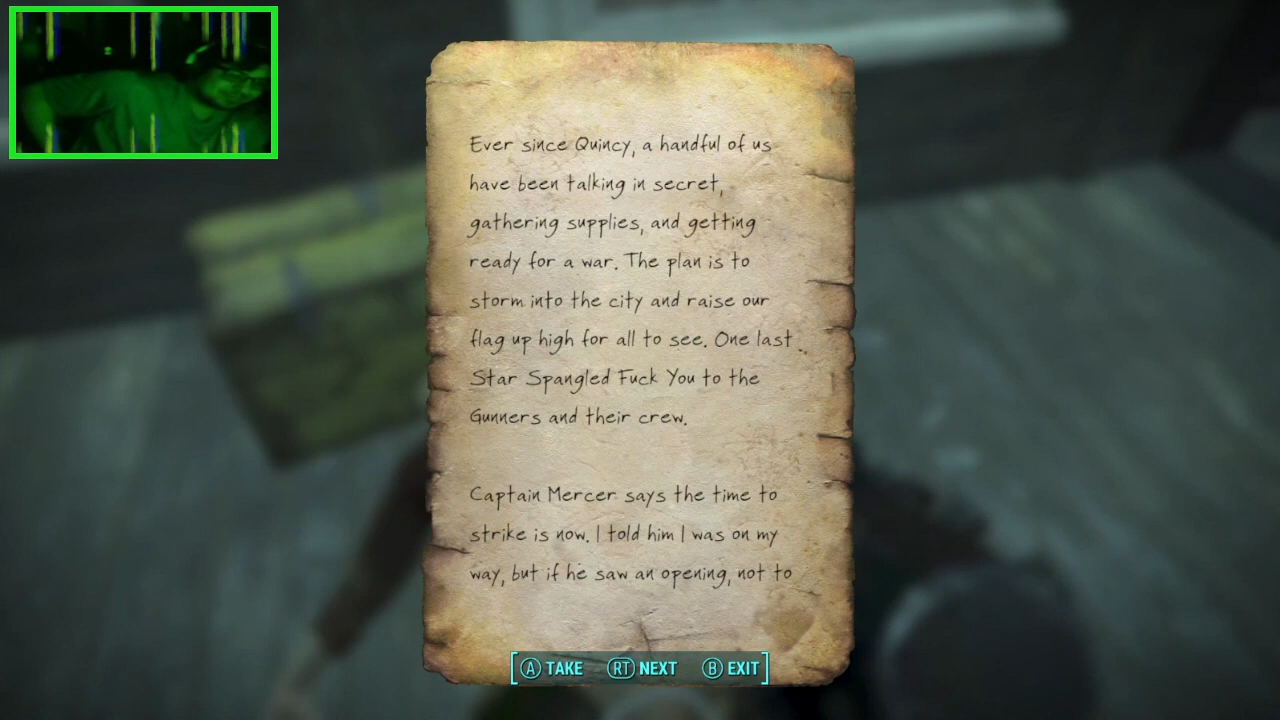 Ever since Quincy, a handful of us
have been talking in secret,
gathering supplies, and getting
ready for a war. The plan is to
storm into the city and raise our
flag up high for all to see. One last
Star Spangled Fuck You to the
Gunners and their crew.
Captain Mercer says the time to
strike is now. I told him I was on my
way, but if he saw an opening, not to
A TAKE RT NEXT B EXIT